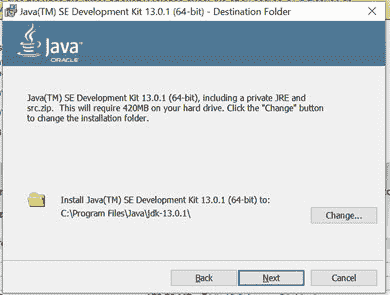 Java(TM) SE Development Kit 13.0.1 (64-bit) - Destination Folder
Java
ORACLE
Java(TM) SE Development Kit 13.0.1 (64-bit), including a private JRE and
src.zip. This will require 420MB on your hard drive. Click the "Change" button
to change the installation folder.
Install Java(TM) SE Development Kit 13.0.1 (64-bit) to:
C:\Program Files\Java\jdk-13.0.1\
Change...
Back
Next
Cancel